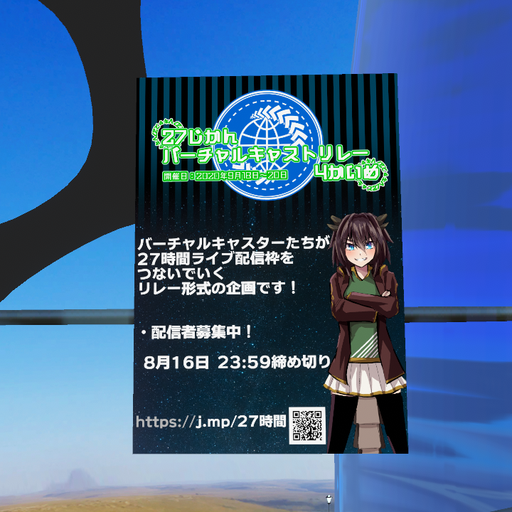 27じかん
バーチャルキャストリレー
4かいめ
開催日：2020年9月18日～20日
バーチャルキャスターたちが
27時間ライブ配信枠を
つないでいく
リレー形式の企画です！
・配信者募集中！
8月16日 23:59締め切り
https://j.mp/27時間